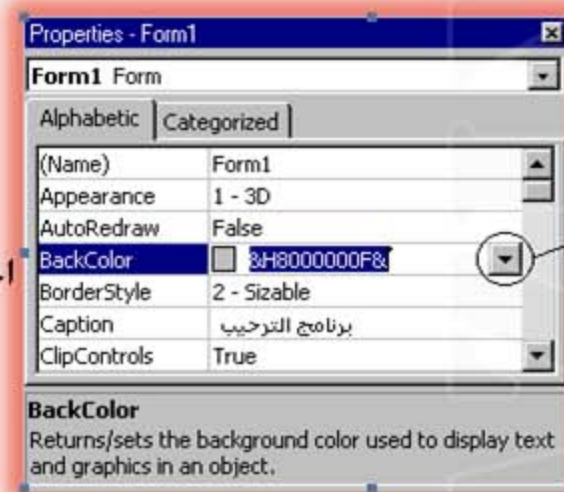 Properties - Form1
Form1 Form
Alphabetic Categorized
(Name) Form1
Appearance 1 - 3D
AutoRedraw False
BackColor &H8000000F&
BorderStyle 2 - Sizable
Caption برنامج الترحيب
ClipControls True
BackColor
Returns/sets the background color used to display text
and graphics in an object.